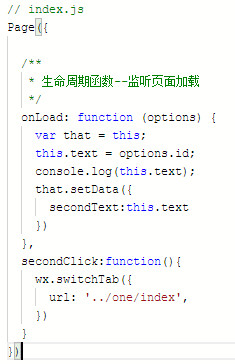 // index.js
Page({
/**
* 生命周期函数--监听页面加载
*/
onLoad: function (options) {
var that = this;
this.text = options.id;
console.log(this.text);
that.setData({
secondText:this.text
})
},
secondClick:function(){
wx.switchTab({
url: '../one/index',
})
}
})